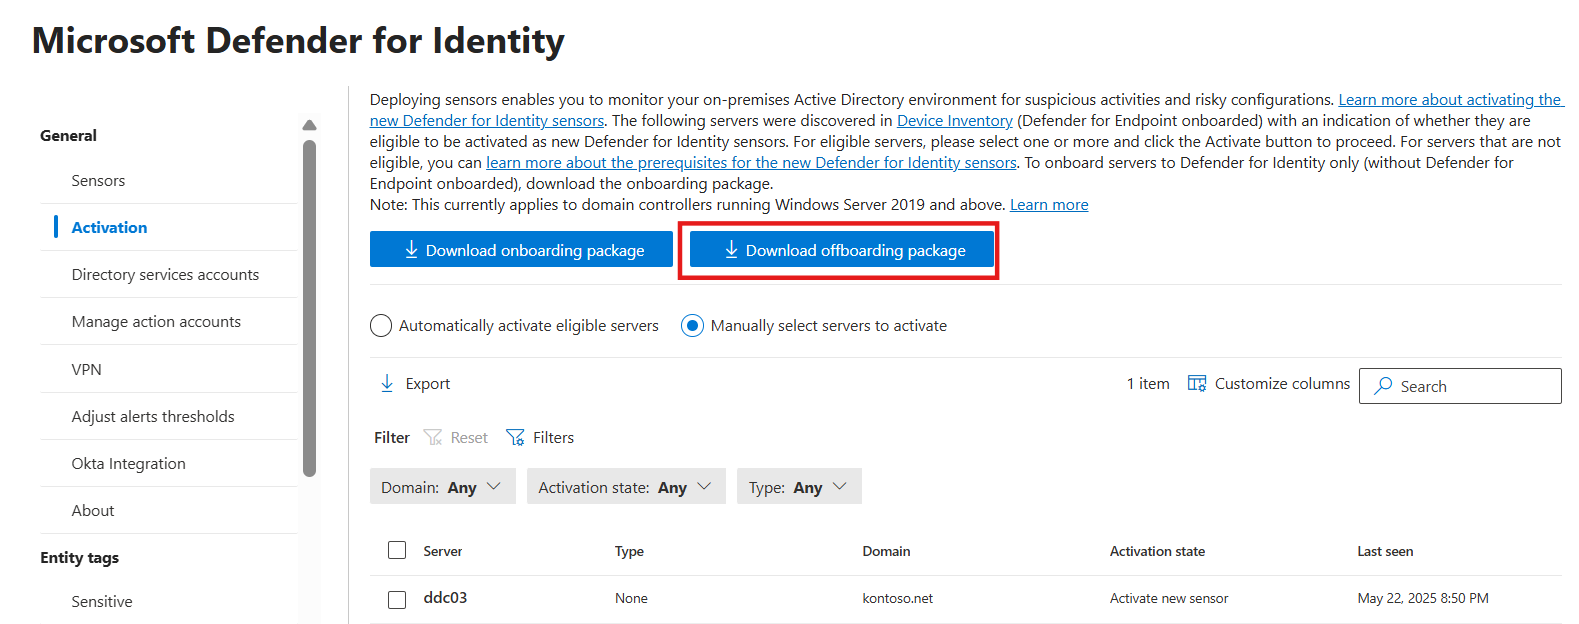 Microsoft Defender for Identity
General
Sensors
Activation
Directory services accounts
Manage action accounts
VPN
Adjust alerts thresholds
Okta Integration
About
Entity tags
Sensitive
Deploying sensors enables you to monitor your on-premises Active Directory environment for suspicious activities and risky configurations. Learn more about activating the
new Defender for Identity sensors. The following servers were discovered in Device Inventory (Defender for Endpoint onboarded) with an indication of whether they are
eligible to be activated as new Defender for Identity sensors. For eligible servers, please select one or more and click the Activate button to proceed. For servers that are not
eligible, you can learn more about the prerequisites for the new Defender for Identity sensors. To onboard servers to Defender for Identity only (without Defender for
Endpoint onboarded), download the onboarding package.
Note: This currently applies to domain controllers running Windows Server 2019 and above. Learn more
Download onboarding package
Download offboarding package
Automatically activate eligible servers
Manually select servers to activate
Export
1 item
Customize columns
Search
Filter
Reset
Filters
Domain: Any
Activation state: Any
Type: Any
Server Type Domain Activation state Last seen
ddc03 None kontoso.net Activate new sensor May 22, 2025 8:50 PM